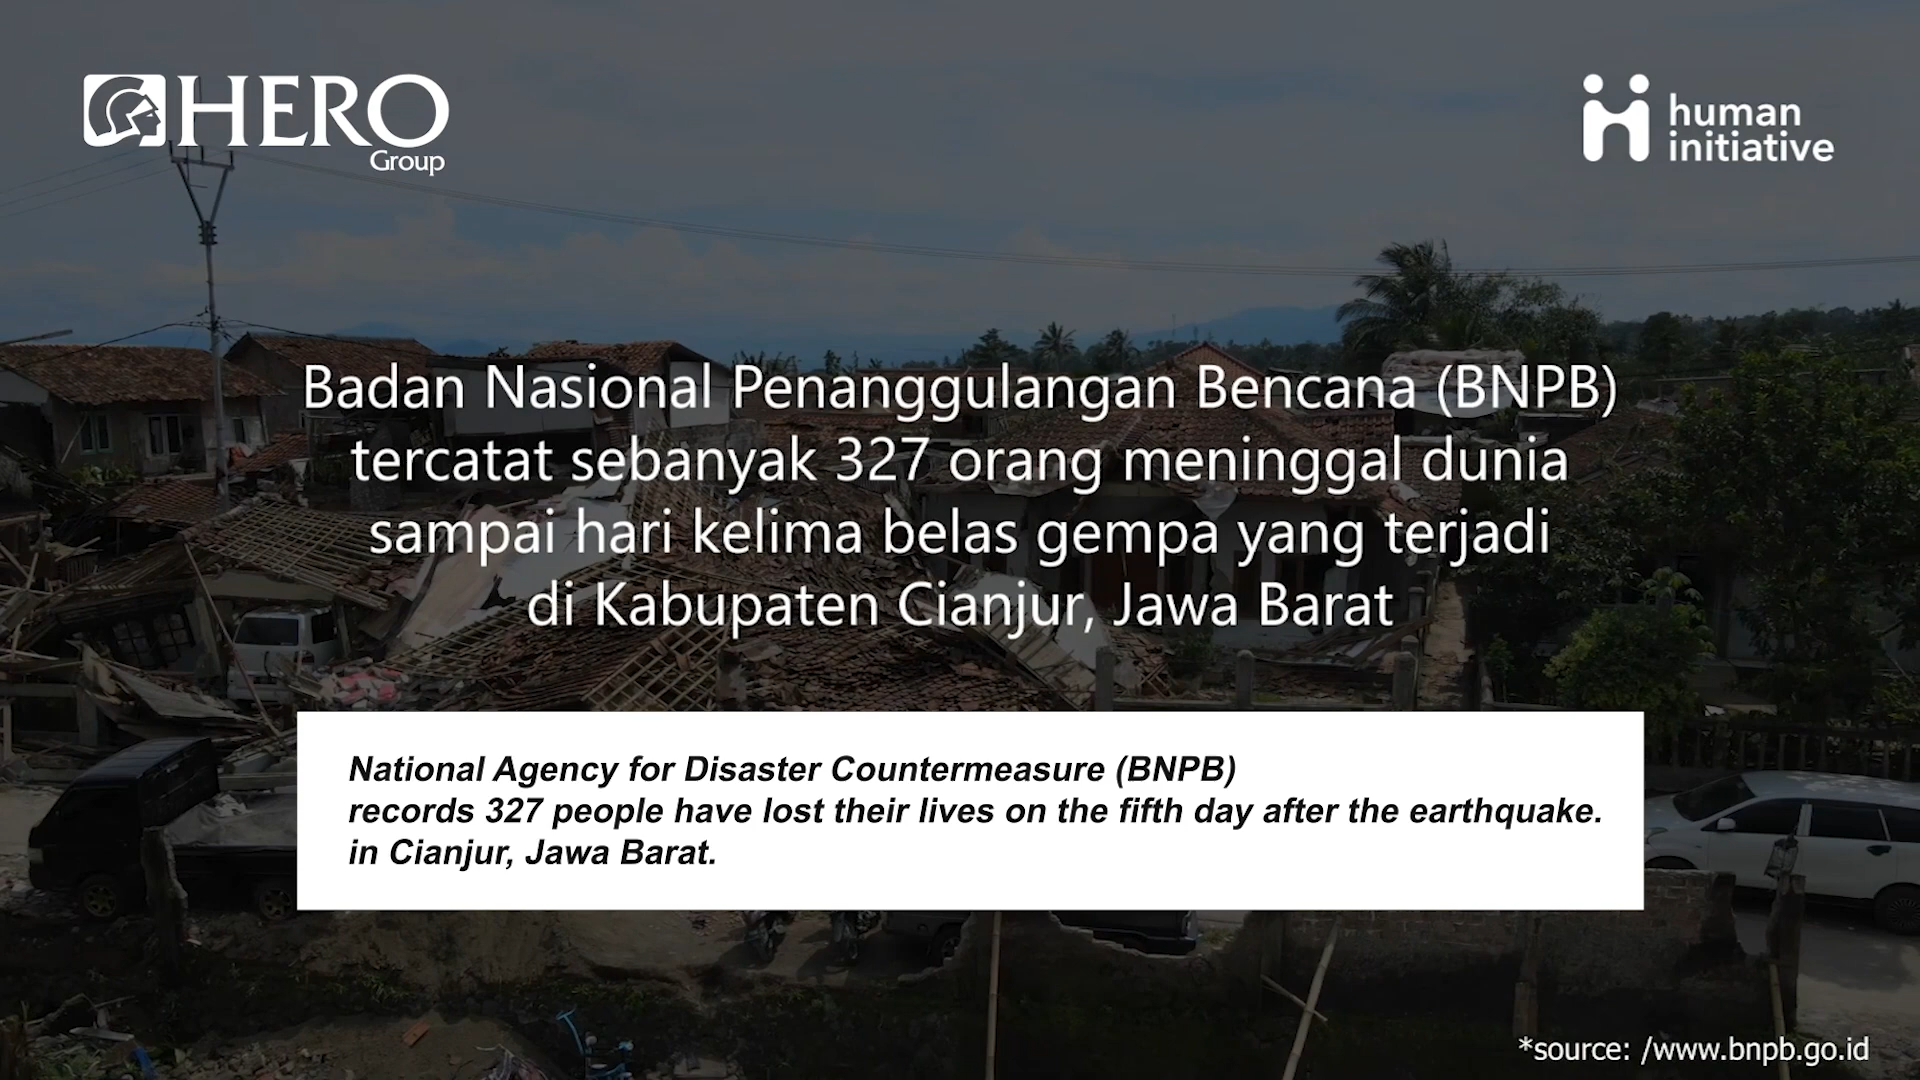 HERO
Group
human
initiative
Badan Nasional Penanggulangan Bencana (BNPB)
tercatat sebanyak 327 orang meninggal dunia
sampai hari kelima belas gempa yang terjadi
di Kabupaten Cianjur, Jawa Barat
National Agency for Disaster Countermeasure (BNPB)
records 327 people have lost their lives on the fifth day after the earthquake.
in Cianjur, Jawa Barat.
*source: /www.bnpb.go.id